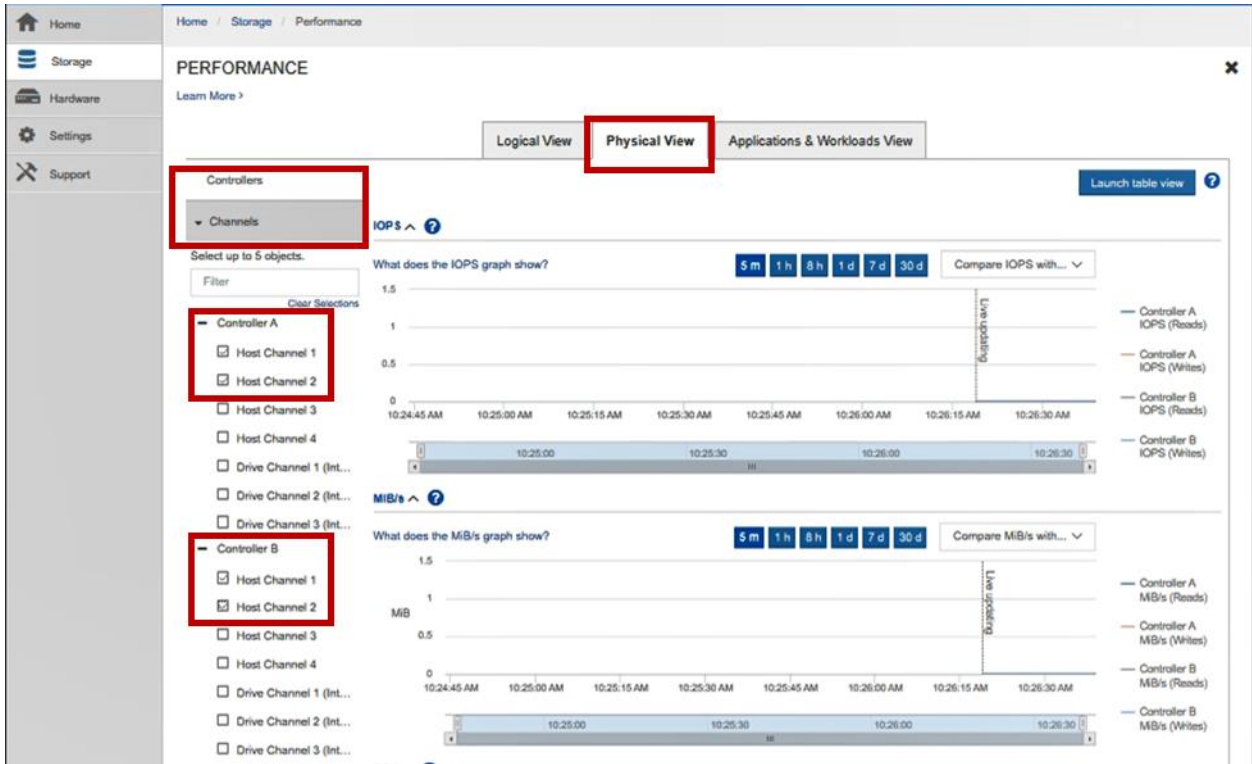 Home
Storage
Hardware
Settings
Support
Home / Storage / Performance
PERFORMANCE
Learn More >
Logical View
Physical View
Applications & Workloads View
Controllers
Channels
Select up to 5 objects.
Filter
Clear Selections
Controller A
Host Channel 1
Host Channel 2
Host Channel 3
Host Channel 4
Drive Channel 1 (Int...
Drive Channel 2 (Int...
Drive Channel 3 (Int...
Controller B
Host Channel 1
Host Channel 2
Host Channel 3
Host Channel 4
Drive Channel 1 (Int...
Drive Channel 2 (Int...
Drive Channel 3 (Int...
Launch table view ?
IOPS ?
What does the IOPS graph show?
5 m 1 h 8 h 1 d 7 d 30 d
Compare IOPS with...
1.5
1
0.5
0
Live updating
10:24:45 AM 10:25:00 AM 10:25:15 AM 10:25:30 AM 10:25:45 AM 10:26:00 AM 10:26:15 AM 10:26:30 AM
10:25:00 10:25:30 10:26:00 10:26:30
Controller A
IOPS (Reads)
Controller A
IOPS (Writes)
Controller B
IOPS (Reads)
Controller B
IOPS (Writes)
MiB/s ?
What does the MiB/s graph show?
5 m 1 h 8 h 1 d 7 d 30 d
Compare MiB/s with...
MiB
1.5
1
0.5
0
Live updating
10:24:45 AM 10:25:00 AM 10:25:15 AM 10:25:30 AM 10:25:45 AM 10:26:00 AM 10:26:15 AM 10:26:30 AM
10:25:00 10:25:30 10:26:00 10:26:30
Controller A
MiB/s (Reads)
Controller A
MiB/s (Writes)
Controller B
MiB/s (Reads)
Controller B
MiB/s (Writes)